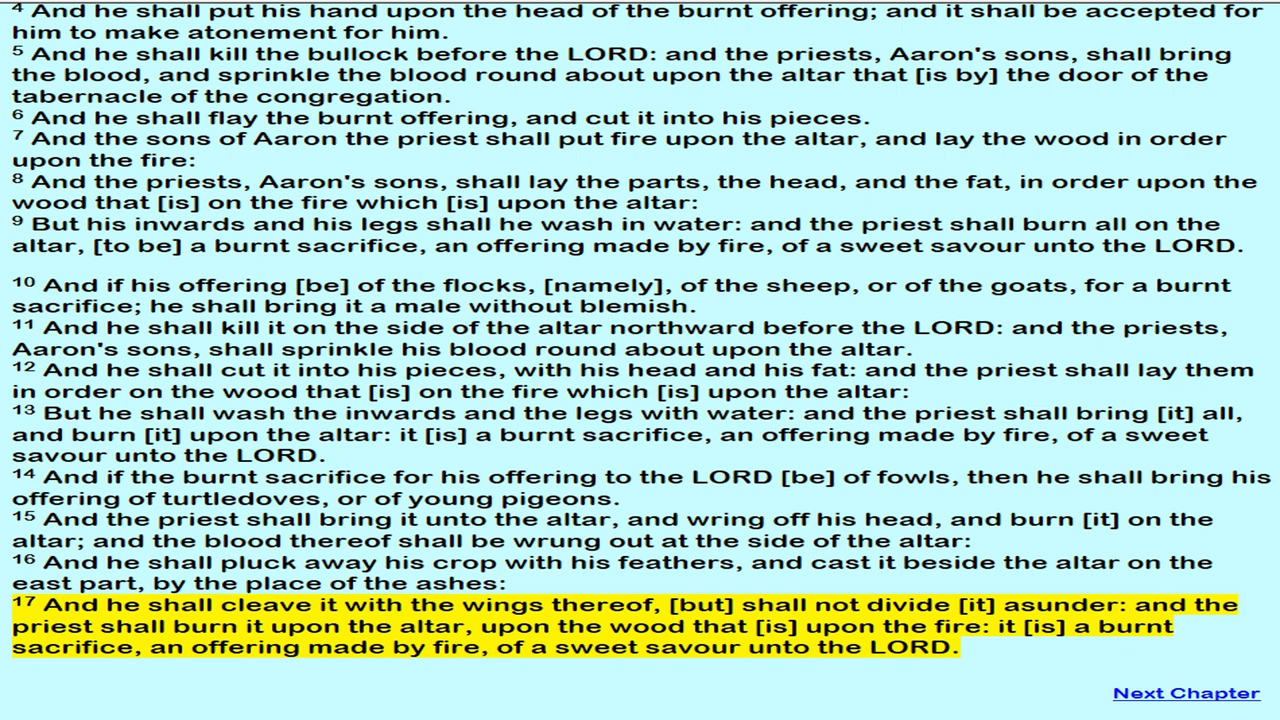 4 And he shall put his hand upon the head of the burnt offering; and it shall be accepted for
him to make atonement for him.
5 And he shall kill the bullock before the LORD: and the priests, Aaron's sons, shall bring
the blood, and sprinkle the blood round about upon the altar that [is by] the door of the
tabernacle of the congregation.
6 And he shall flay the burnt offering, and cut it into his pieces.
7 And the sons of Aaron the priest shall put fire upon the altar, and lay the wood in order
upon the fire:
8 And the priests, Aaron's sons, shall lay the parts, the head, and the fat, in order upon the
wood that [is] on the fire which [is] upon the altar:
9 But his inwards and his legs shall he wash in water: and the priest shall burn all on the
altar, [to be] a burnt sacrifice, an offering made by fire, of a sweet savour unto the LORD.
10 And if his offering [be] of the flocks, [namely], of the sheep, or of the goats, for a burnt
sacrifice; he shall bring it a male without blemish.
11 And he shall kill it on the side of the altar northward before the LORD: and the priests,
Aaron's sons, shall sprinkle his blood round about upon the altar.
12 And he shall cut it into his pieces, with his head and his fat: and the priest shall lay them
in order on the wood that [is] on the fire which [is] upon the altar:
13 But he shall wash the inwards and the legs with water: and the priest shall bring [it] all,
and burn [it] upon the altar: it [is] a burnt sacrifice, an offering made by fire, of a sweet
savour unto the LORD.
14 And if the burnt sacrifice for his offering to the LORD [be] of fowls, then he shall bring his
offering of turtledoves, or of young pigeons.
15 And the priest shall bring it unto the altar, and wring off his head, and burn [it] on the
altar; and the blood thereof shall be wrung out at the side of the altar:
16 And he shall pluck away his crop with his feathers, and cast it beside the altar on the
east part, by the place of the ashes:
17 And he shall cleave it with the wings thereof, [but] shall not divide [it] asunder: and the
priest shall burn it upon the altar, upon the wood that [is] upon the fire: it [is] a burnt
sacrifice, an offering made by fire, of a sweet savour unto the LORD.
Next Chapter